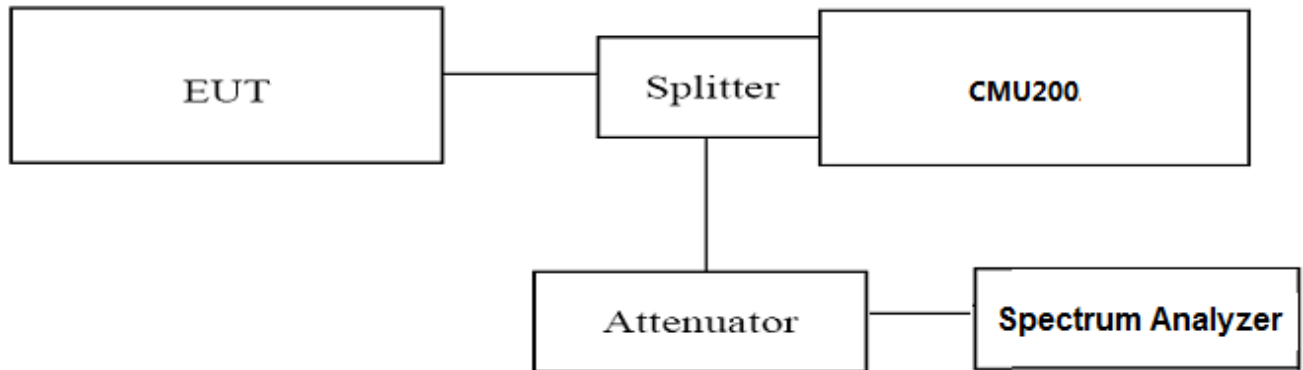 EUT
Splitter
CMU200.
Attenuator
Spectrum Analyzer